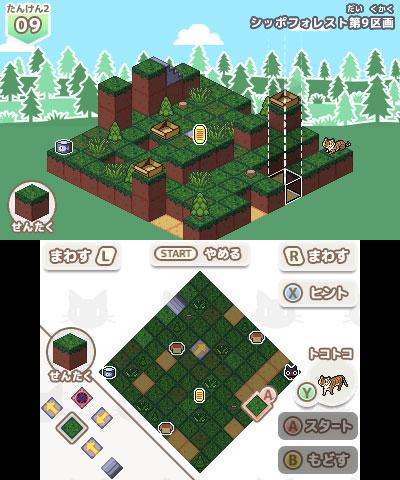 たんけん2
09
だい くかく
シッポフォレスト第9区画
せんたく
まわす L
START やめる
R まわす
X ヒント
せんたく
トコトコ
Y
A
A スタート
B もどす